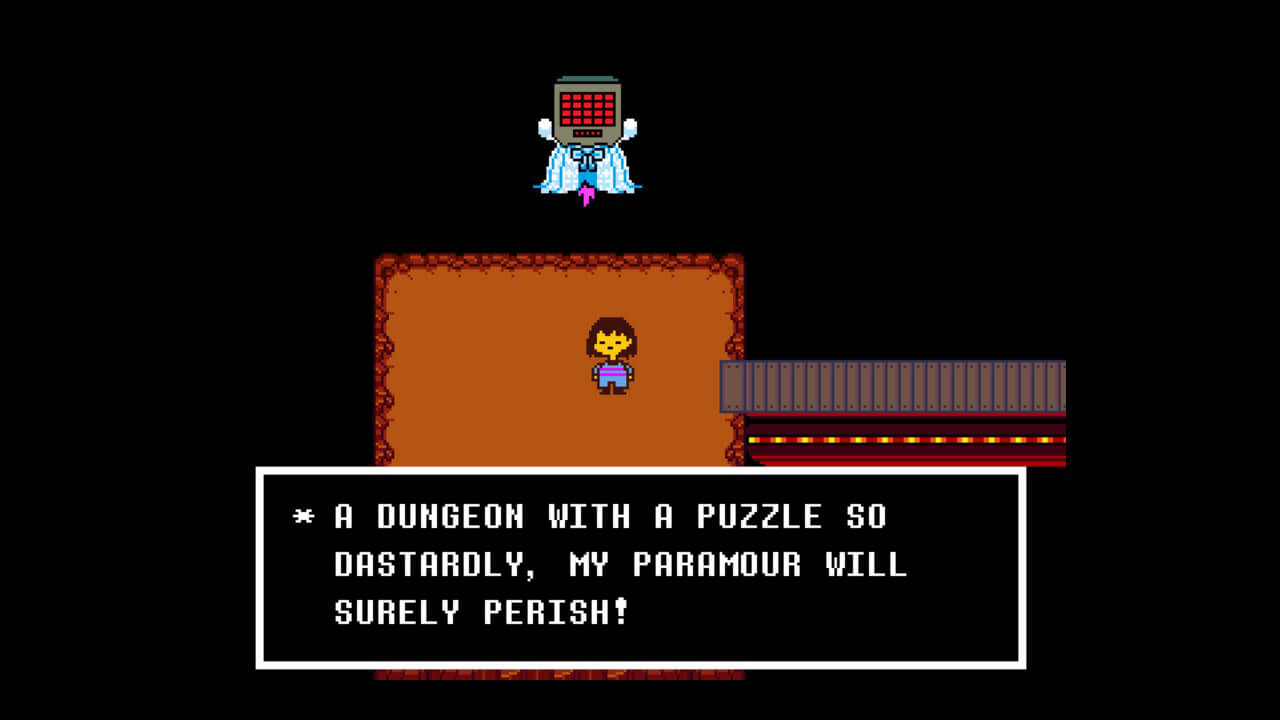 * A DUNGEON WITH A PUZZLE SO
DASTARDLY, MY PARAMOUR WILL
SURELY PERISH!